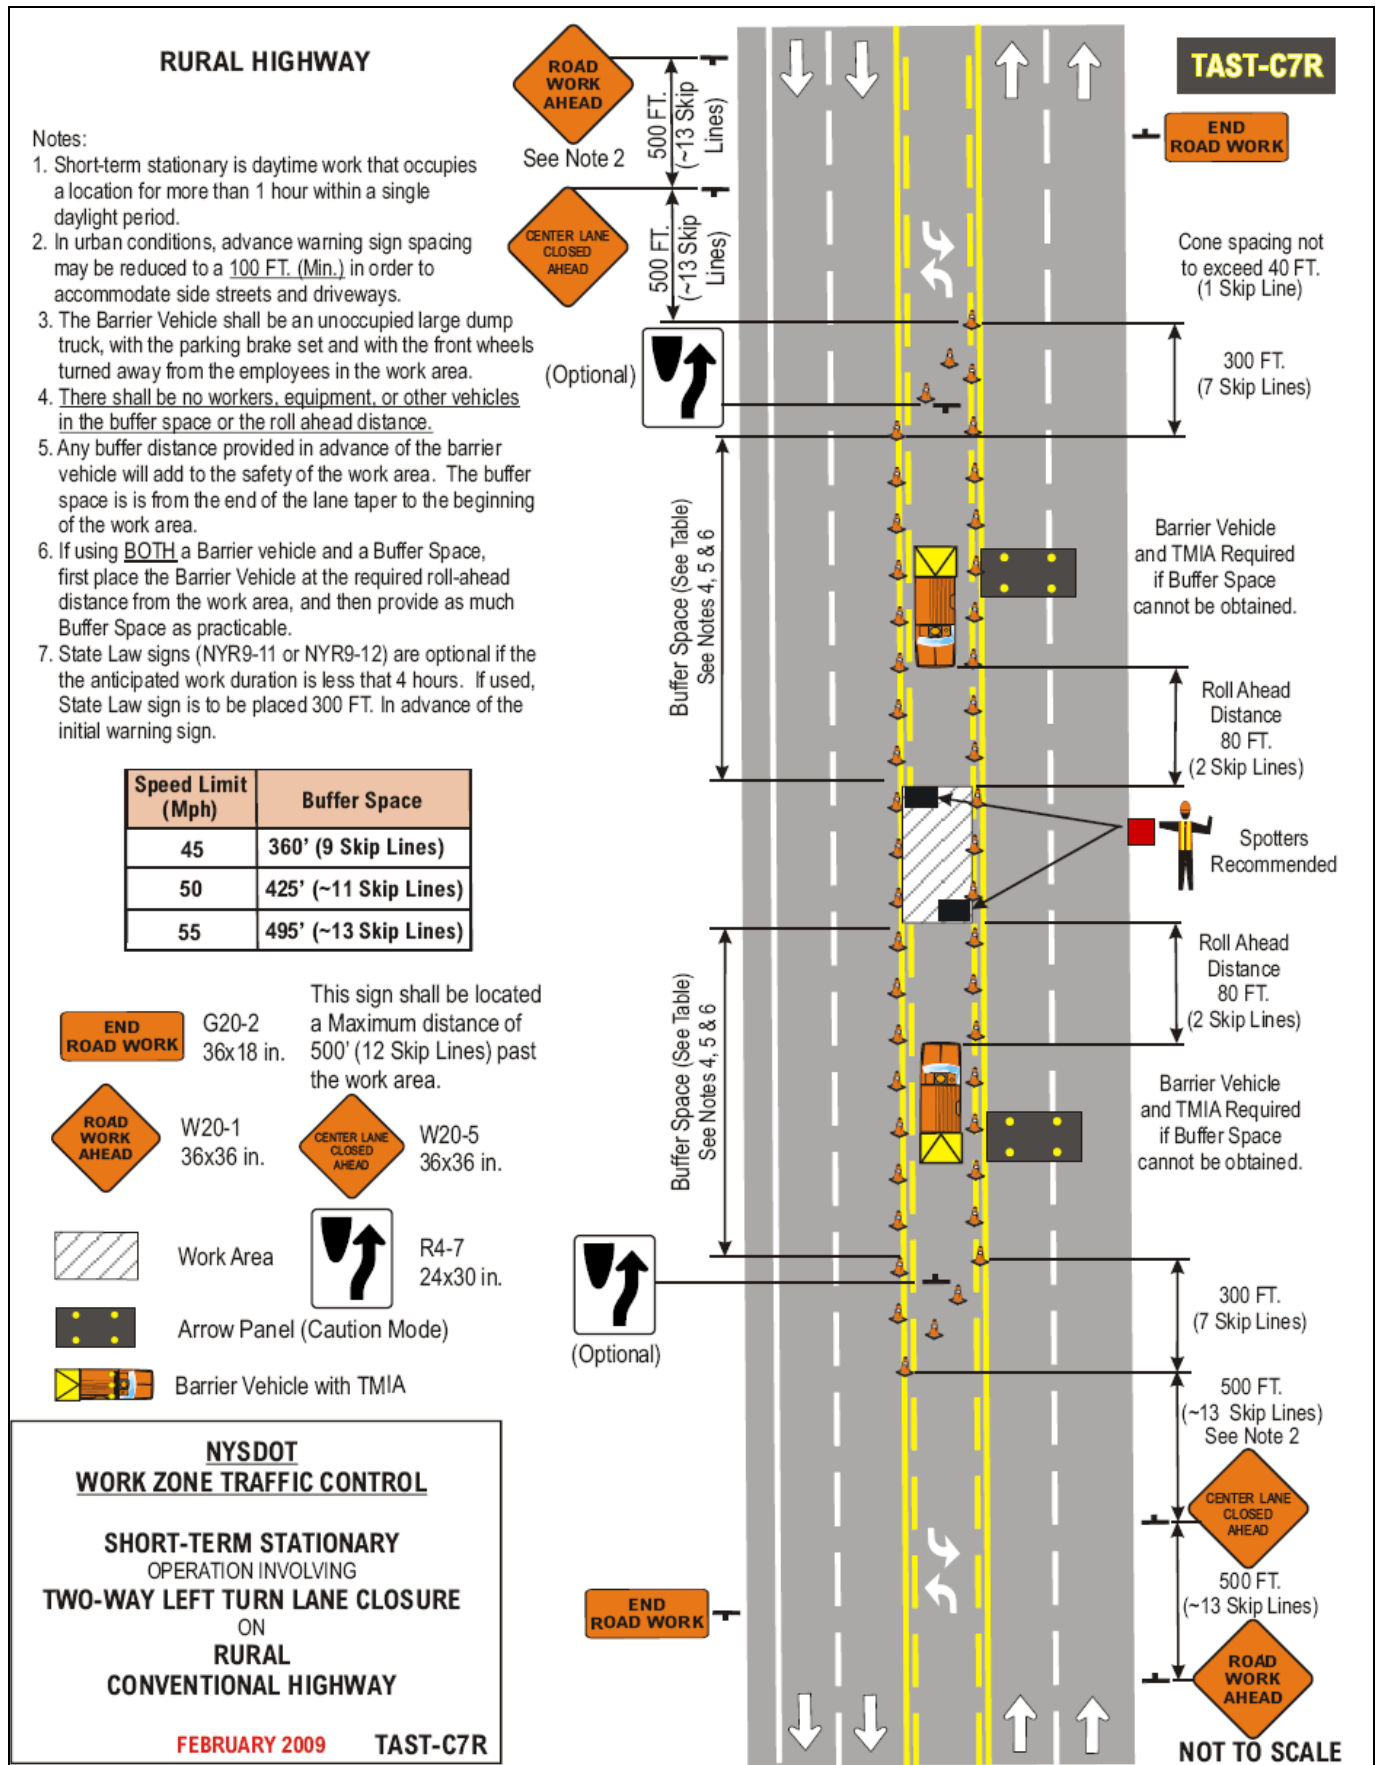 RURAL HIGHWAY
Notes:
1. Short-term stationary is daytime work that occupies
a location for more than 1 hour within a single
daylight period.
2. In urban conditions, advance warning sign spacing
may be reduced to a 100 FT. (Min.) in order to
accommodate side streets and driveways.
3. The Barrier Vehicle shall be an unoccupied large dump
truck, with the parking brake set and with the front wheels
turned away from the employees in the work area.
4. There shall be no workers, equipment, or other vehicles
in the buffer space or the roll ahead distance.
5. Any buffer distance provided in advance of the barrier
vehicle will add to the safety of the work area. The buffer
space is is from the end of the lane taper to the beginning
of the work area.
6. If using BOTH a Barrier vehicle and a Buffer Space,
first place the Barrier Vehicle at the required roll-ahead
distance from the work area, and then provide as much
Buffer Space as practicable.
7. State Law signs (NYR9-11 or NYR9-12) are optional if the
the anticipated work duration is less that 4 hours. If used,
State Law sign is to be placed 300 FT. In advance of the
initial warning sign.
Speed Limit
(Mph)
Buffer Space
45
360' (9 Skip Lines)
50
425' (~11 Skip Lines)
55
495' (~13 Skip Lines)
END
ROAD WORK
G20-2
36x18 in.
This sign shall be located
a Maximum distance of
500' (12 Skip Lines) past
the work area.
ROAD
WORK
AHEAD
W20-1
36x36 in.
CENTER LANE
CLOSED
AHEAD
W20-5
36x36 in.
Work Area
R4-7
24x30 in.
Arrow Panel (Caution Mode)
Barrier Vehicle with TMIA
NYSDOT
WORK ZONE TRAFFIC CONTROL
SHORT-TERM STATIONARY
OPERATION INVOLVING
TWO-WAY LEFT TURN LANE CLOSURE
ON
RURAL
CONVENTIONAL HIGHWAY
FEBRUARY 2009 TAST-C7R
ROAD
WORK
AHEAD
See Note 2
500 FT.
(~13 Skip
Lines)
CENTER LANE
CLOSED
AHEAD
500 FT.
(~13 Skip
Lines)
(Optional)
Buffer Space (See Table)
See Notes 4, 5 & 6
Buffer Space (See Table)
See Notes 4, 5 & 6
(Optional)
END
ROAD WORK
TAST-C7R
END
ROAD WORK
Cone spacing not
to exceed 40 FT.
(1 Skip Line)
300 FT.
(7 Skip Lines)
Barrier Vehicle
and TMIA Required
if Buffer Space
cannot be obtained.
Roll Ahead
Distance
80 FT.
(2 Skip Lines)
Spotters
Recommended
Roll Ahead
Distance
80 FT.
(2 Skip Lines)
Barrier Vehicle
and TMIA Required
if Buffer Space
cannot be obtained.
300 FT.
(7 Skip Lines)
500 FT.
(~13 Skip Lines)
See Note 2
CENTER LANE
CLOSED
AHEAD
500 FT.
(~13 Skip Lines)
ROAD
WORK
AHEAD
NOT TO SCALE